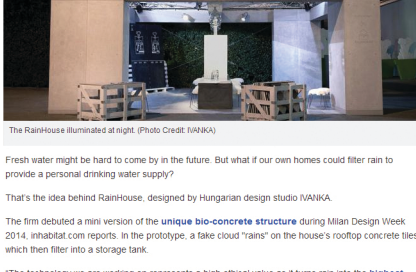 The RainHouse illuminated at night. (Photo Credit: IVANKA)
Fresh water might be hard to come by in the future. But what if our own homes could filter rain to
provide a personal drinking water supply?
That's the idea behind RainHouse, designed by Hungarian design studio IVANKA.
The firm debuted a mini version of the unique bio-concrete structure during Milan Design Week
2014, inhabitat.com reports. In the prototype, a fake cloud "rains" on the house's rooftop concrete tiles
which then filter into a storage tank.
"The technology we are working on represents a high ethical value as it turns rain into the highest